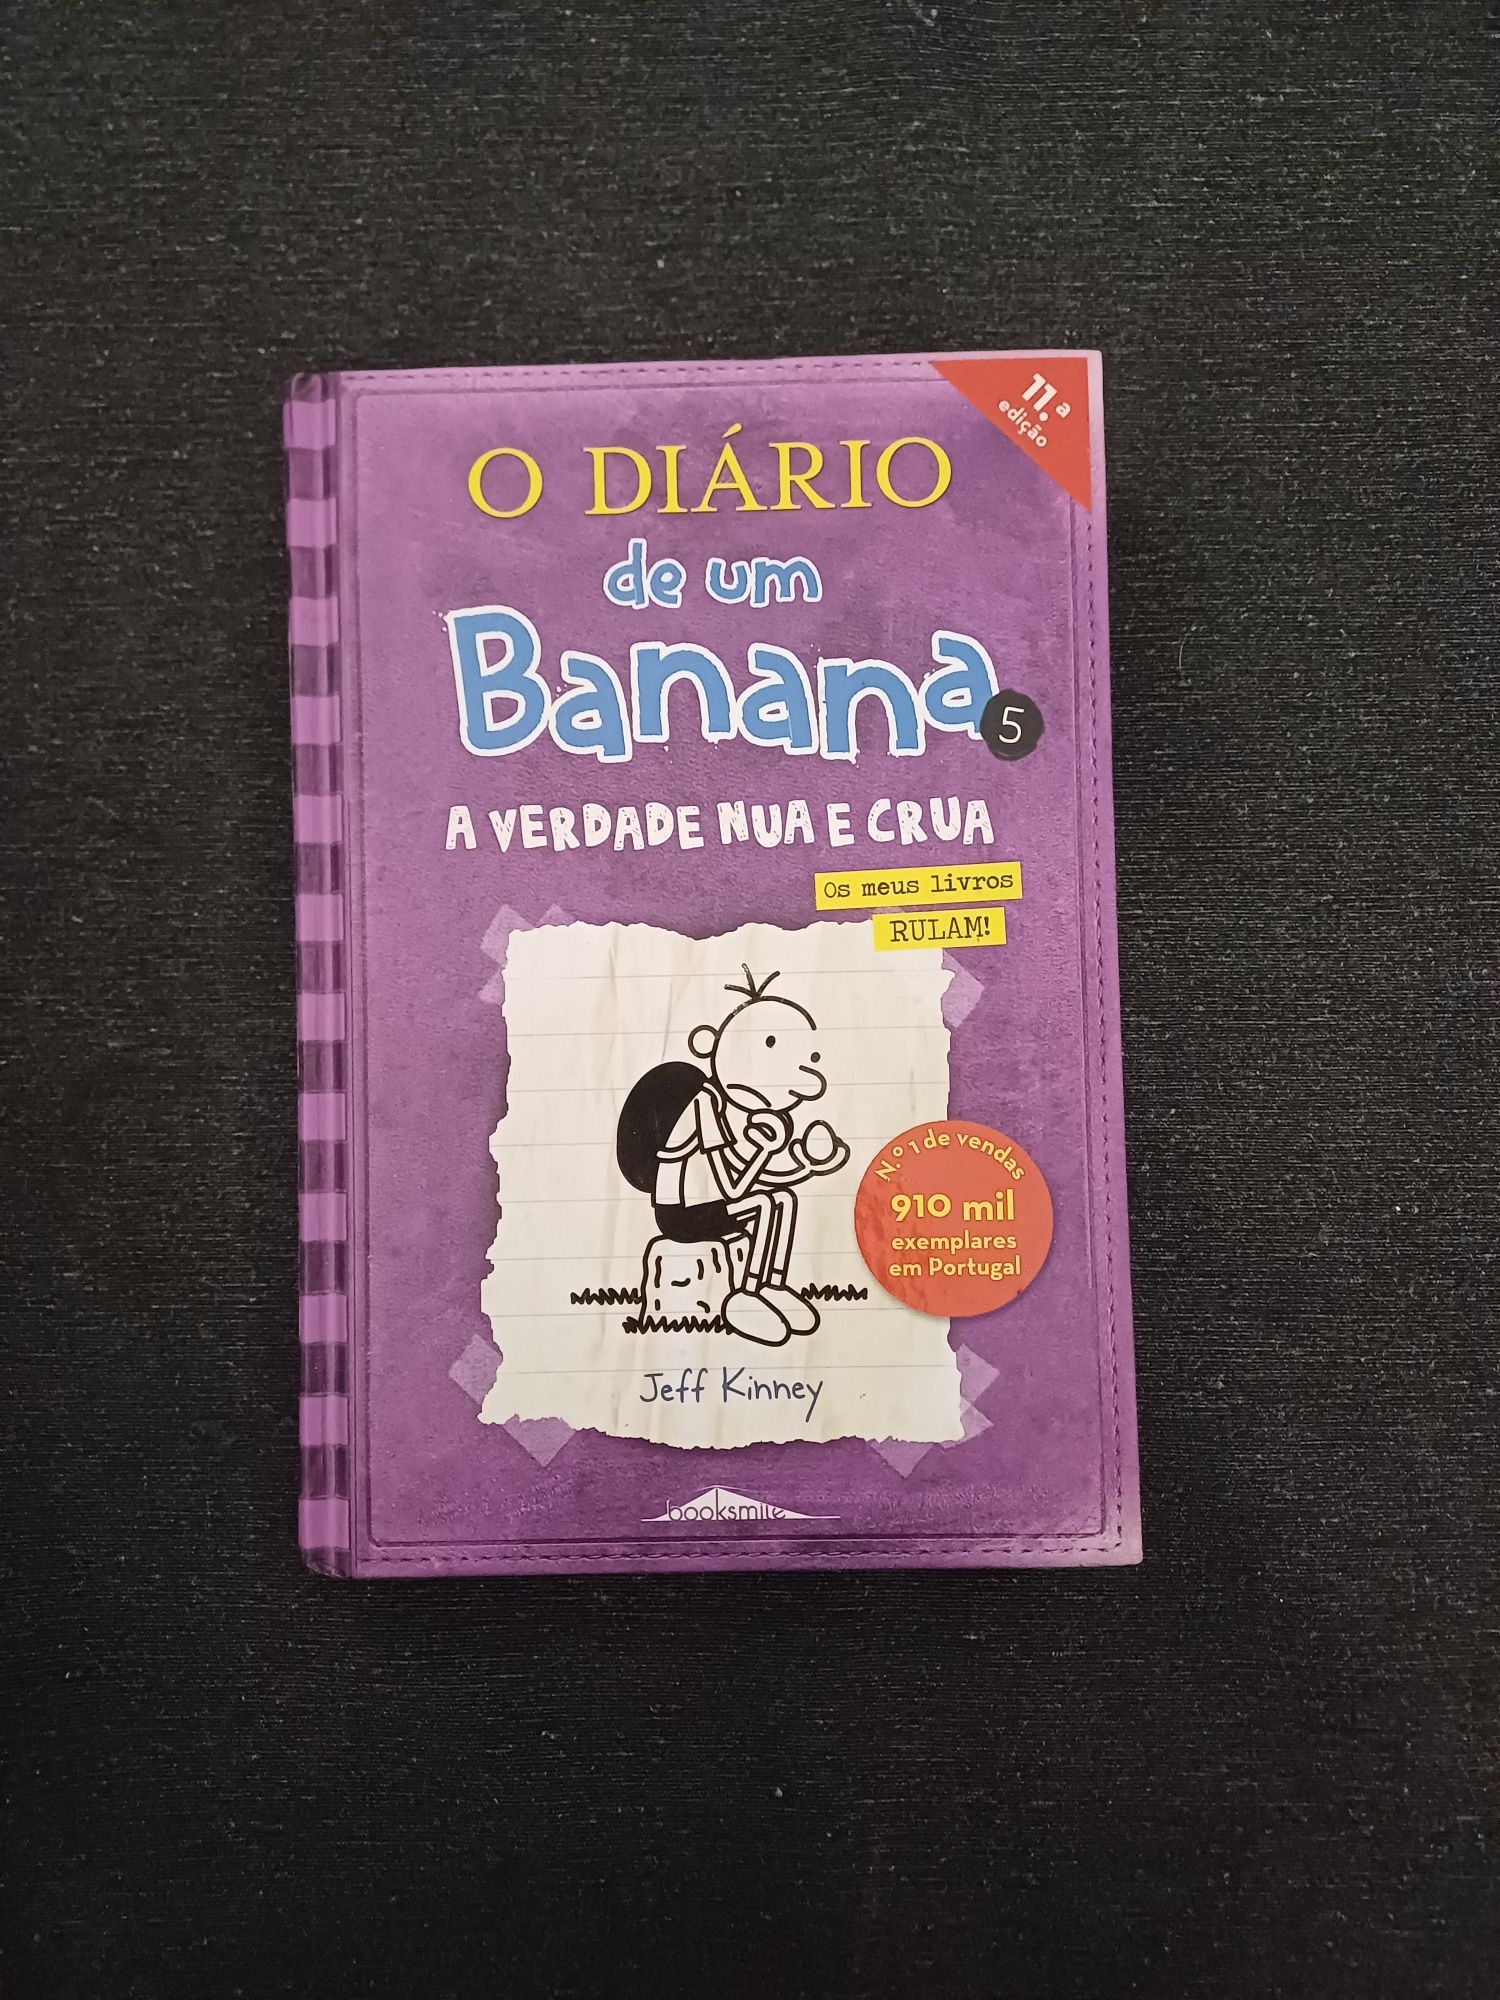 11.ª
edição
O DIÁRIO
de um
Banana
5
A VERDADE NUA E CRUA
Os meus livros
RULAM!
N.º 1 de vendas
910 mil
exemplares
em Portugal
Jeff Kinney
booksmile